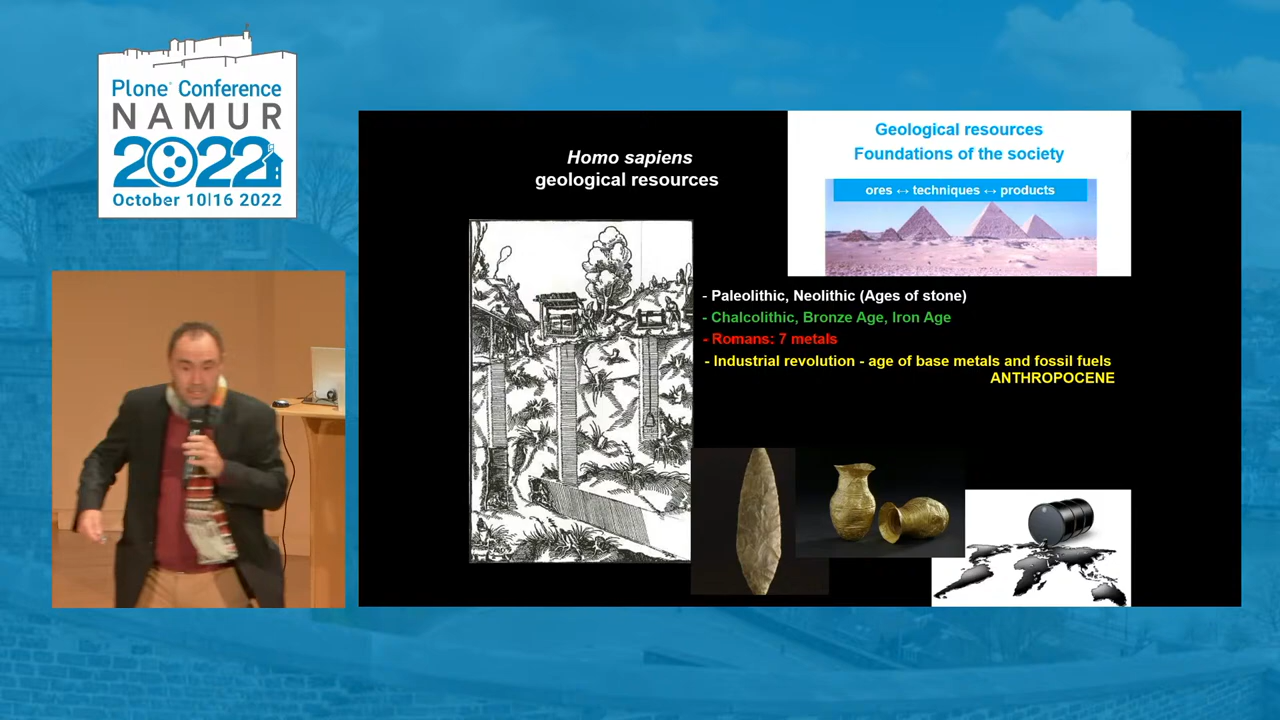 Plone® Conference
NAMUR
2022
October 10|16 2022
Homo sapiens
geological resources
Geological resources
Foundations of the society
ores ↔ techniques ↔ products
- Paleolithic, Neolithic (Ages of stone)
- Chalcolithic, Bronze Age, Iron Age
- Romans: 7 metals
- Industrial revolution - age of base metals and fossil fuels
ANTHROPOCENE